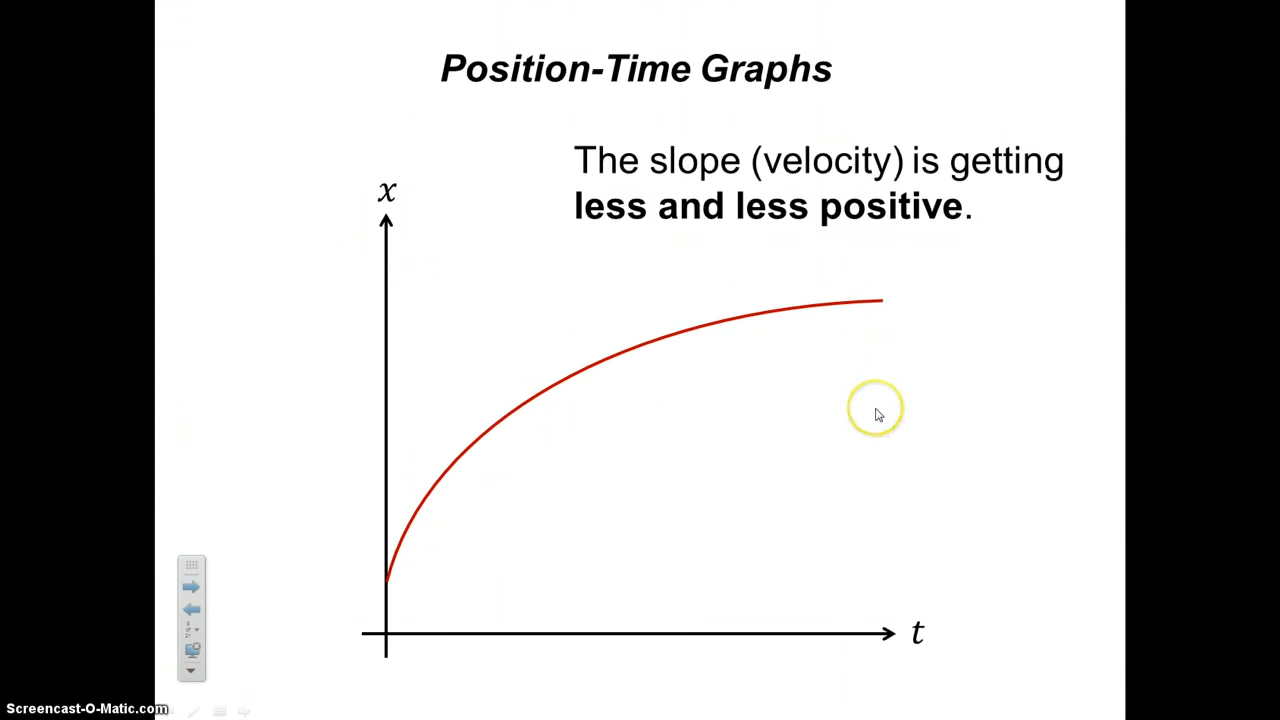 Position-Time Graphs
The slope (velocity) is getting
less and less positive.
x
t
Screencast-O-Matic.com